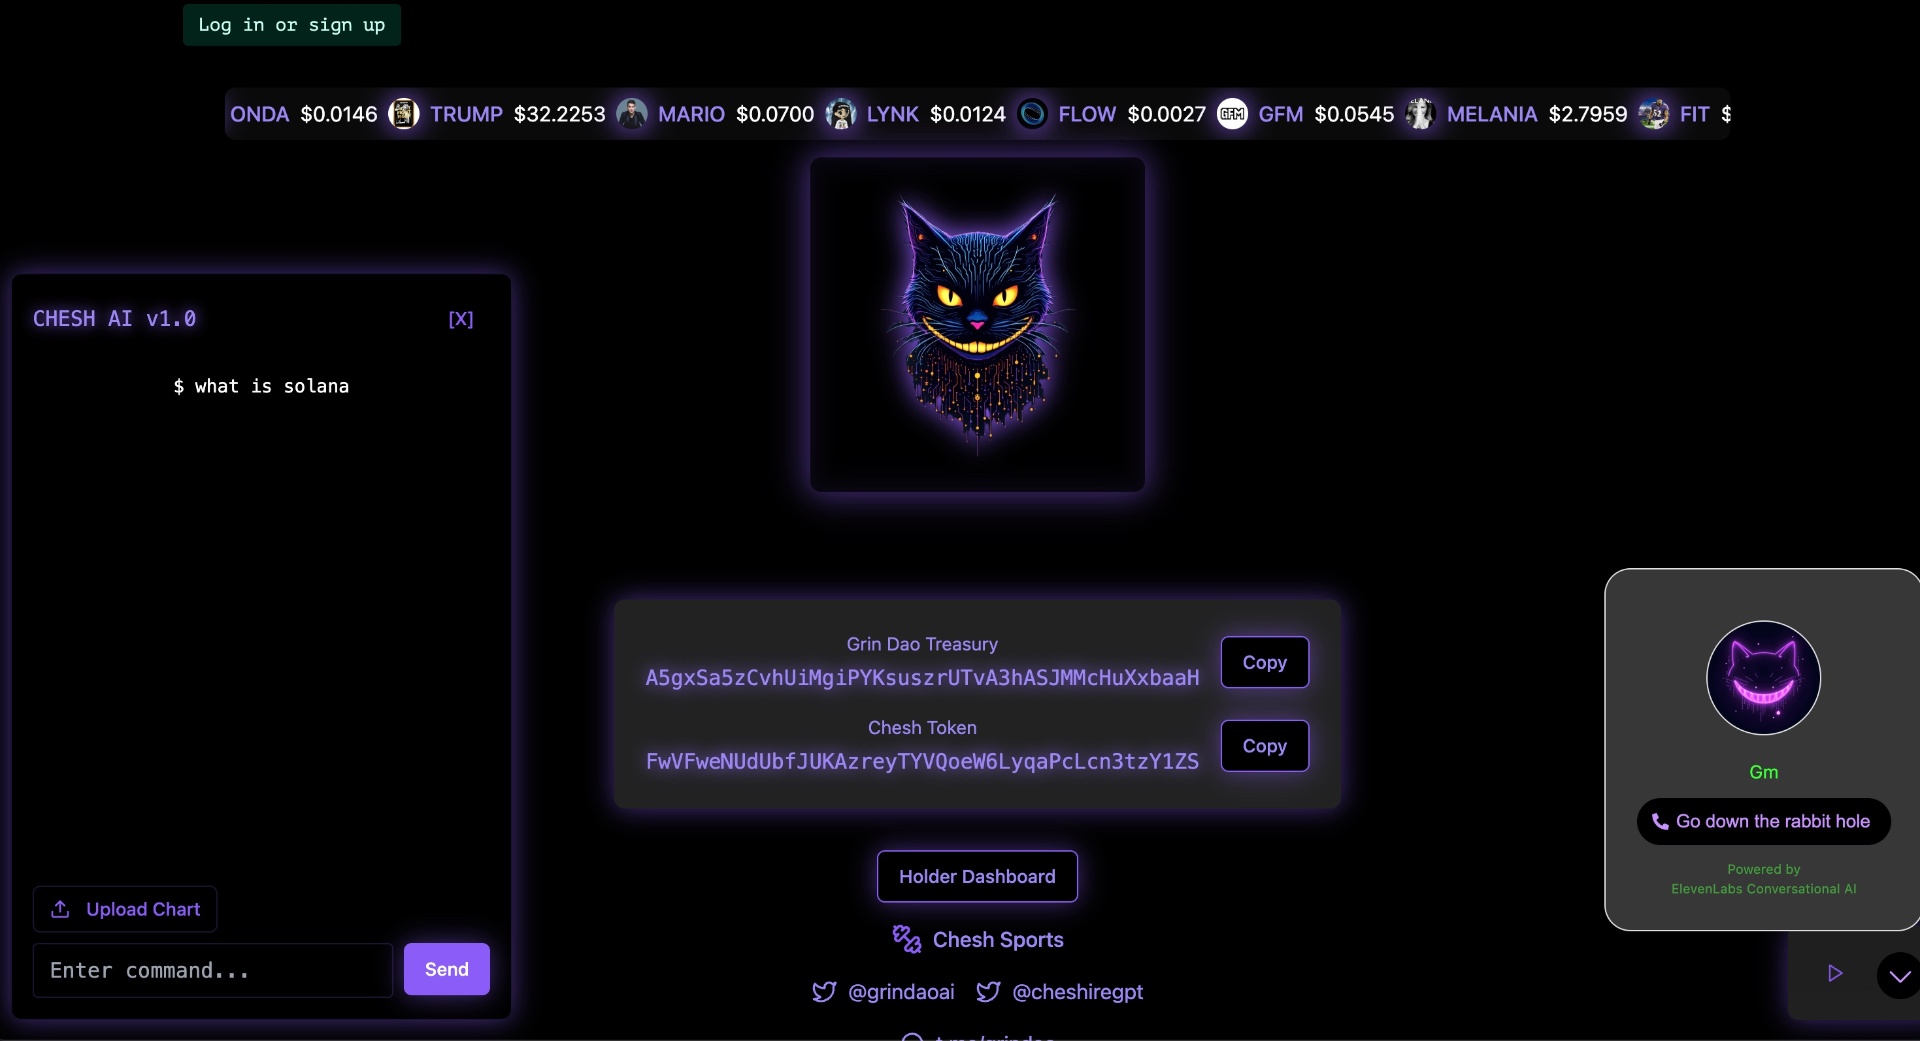 Log in or sign up
ONDA $0.0146 TRUMP $32.2253 MARIO $0.0700 LYNK $0.0124 FLOW $0.0027 GFM GFM $0.0545 MELANIA $2.7959 FIT $
CHESH AI v1.0 [X]
$ what is solana
Upload Chart
Enter command...
Send
Grin Dao Treasury
A5gxSa5zCvhUiMgiPYKsuszrUTvA3hASJMMcHuXxbaaH
Copy
Chesh Token
FwVFweNUdUbfJUKAzreyTYVQoeW6LyqaPcLcn3tzY1ZS
Copy
Holder Dashboard
Chesh Sports
@grindaoai @cheshiregpt
Gm
Go down the rabbit hole
Powered by
ElevenLabs Conversational AI